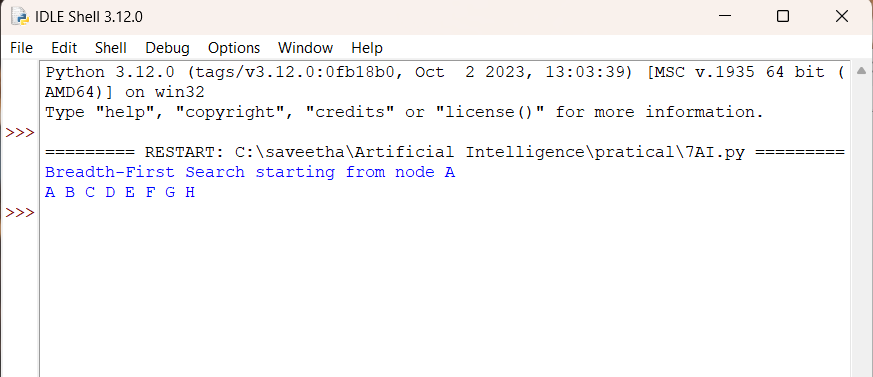 IDLE Shell 3.12.0
File Edit Shell Debug Options Window Help
Python 3.12.0 (tags/v3.12.0:0fb18b0, Oct  2 2023, 13:03:39) [MSC v.1935 64 bit (
AMD64)] on win32
Type "help", "copyright", "credits" or "license()" for more information.
>>>
========= RESTART: C:\saveetha\Artificial Intelligence\pratical\7AI.py =========
Breadth-First Search starting from node A
A B C D E F G H
>>>